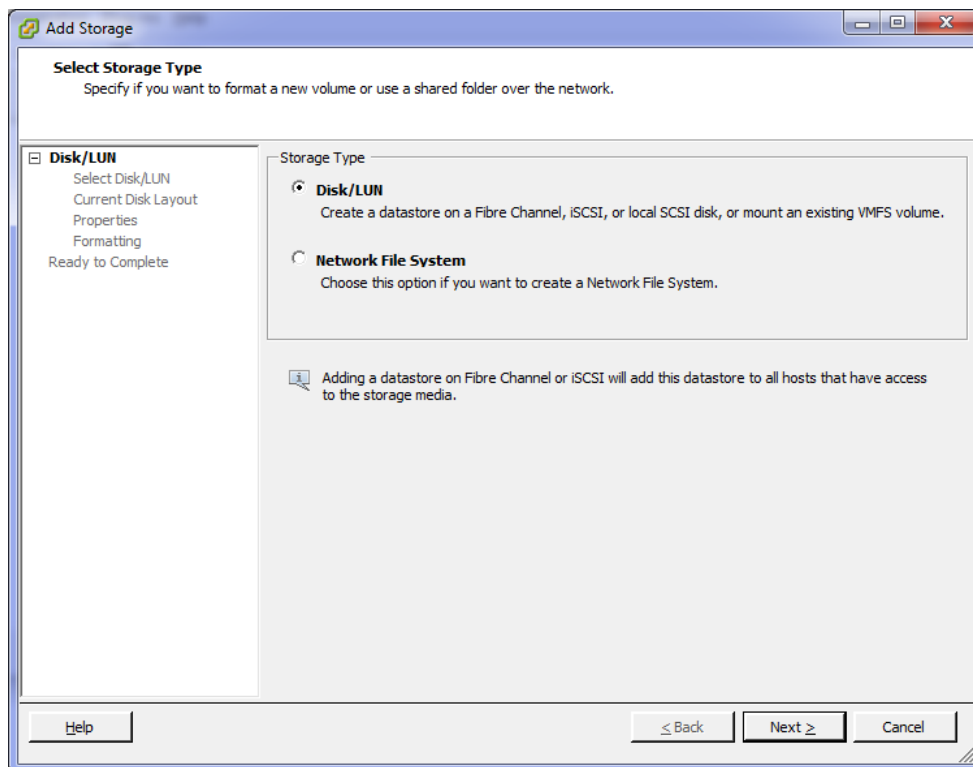 Add Storage
Select Storage Type
Specify if you want to format a new volume or use a shared folder over the network.
Disk/LUN
Select Disk/LUN
Current Disk Layout
Properties
Formatting
Ready to Complete
Storage Type
Disk/LUN
Create a datastore on a Fibre Channel, iSCSI, or local SCSI disk, or mount an existing VMFS volume.
Network File System
Choose this option if you want to create a Network File System.
Adding a datastore on Fibre Channel or iSCSI will add this datastore to all hosts that have access
to the storage media.
Help
< Back
Next >
Cancel